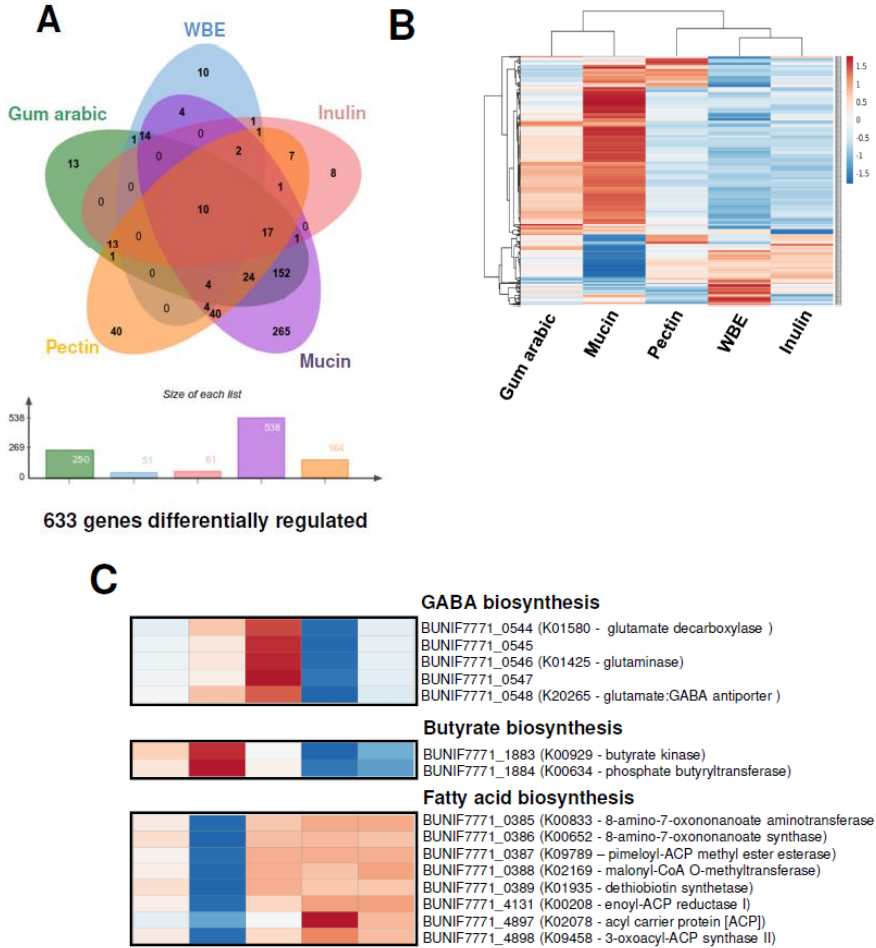 A
WBE
Gum arabic
Inulin
10
4
1
1
1 14
0
2
7
13
0
8
0
1
0
10
0
17
1
13
0
1
0
24
152
4
0
4
40
40
265
Pectin
Mucin
Size of each list
538
269
0
250
51
61
538
164
633 genes differentially regulated
B
1.5
1
0.5
0
-0.5
-1
-1.5
Gum arabic
Mucin
Pectin
WBE
Inulin
C
GABA biosynthesis
BUNIF7771_0544 (K01580 - glutamate decarboxylase )
BUNIF7771_0545
BUNIF7771_0546 (K01425 - glutaminase)
BUNIF7771_0547
BUNIF7771_0548 (K20265 - glutamate:GABA antiporter )
Butyrate biosynthesis
BUNIF7771_1883 (K00929 - butyrate kinase)
BUNIF7771_1884 (K00634 - phosphate butyryltransferase)
Fatty acid biosynthesis
BUNIF7771_0385 (K00833 - 8-amino-7-oxononanoate aminotransferase
BUNIF7771_0386 (K00652 - 8-amino-7-oxononanoate synthase)
BUNIF7771_0387 (K09789 – pimeloyl-ACP methyl ester esterase)
BUNIF7771_0388 (K02169 - malonyl-CoA O-methyltransferase)
BUNIF7771_0389 (K01935 - dethiobiotin synthetase)
BUNIF7771_4131 (K00208 - enoyl-ACP reductase I)
BUNIF7771_4897 (K02078 - acyl carrier protein [ACP])
BUNIF7771_4898 (K09458 - 3-oxoacyl-ACP synthase II)